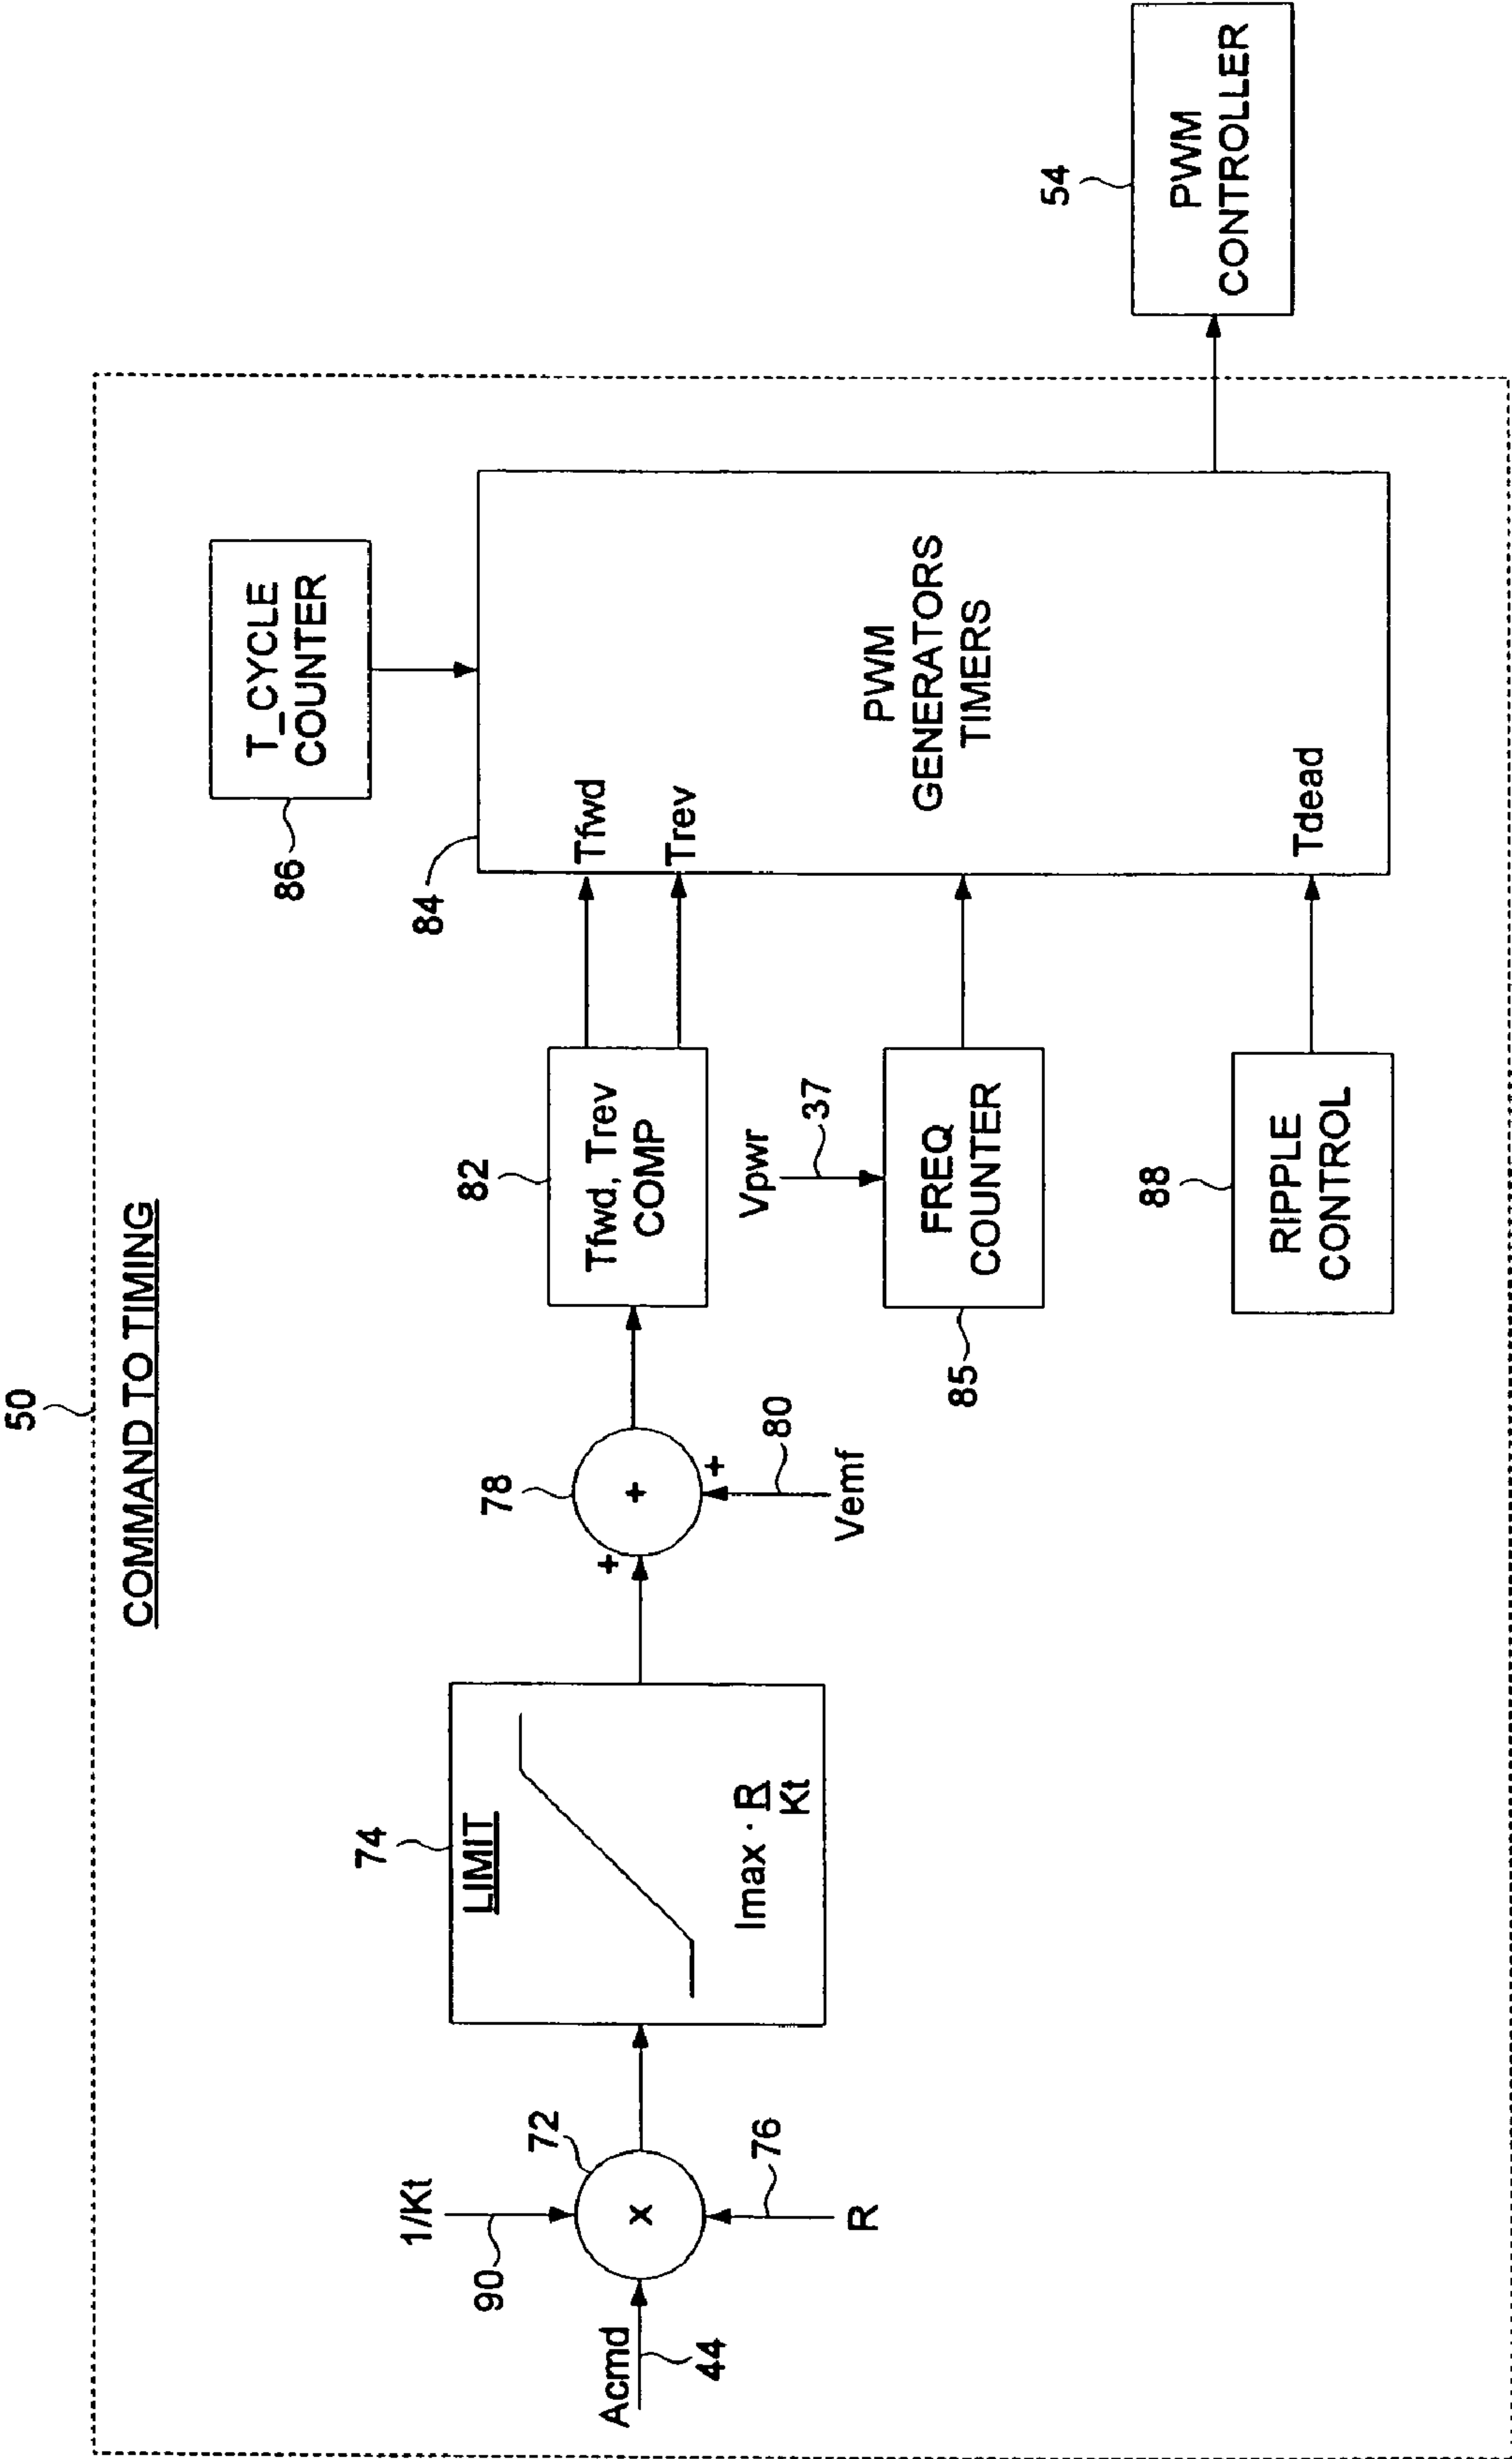 50
COMMAND TO TIMING
Acmd
44
1/Kt
90
72
x
R
76
74
LIMIT
Imax · R
Kt
78
+
+
+
80
Vemf
82
Tfwd, Trev
COMP
Vpwr
37
FREQ
COUNTER
85
88
RIPPLE
CONTROL
T_CYCLE
COUNTER
86
84
Tfwd
Trev
PWM
GENERATORS
TIMERS
Tdead
54
PWM
CONTROLLER